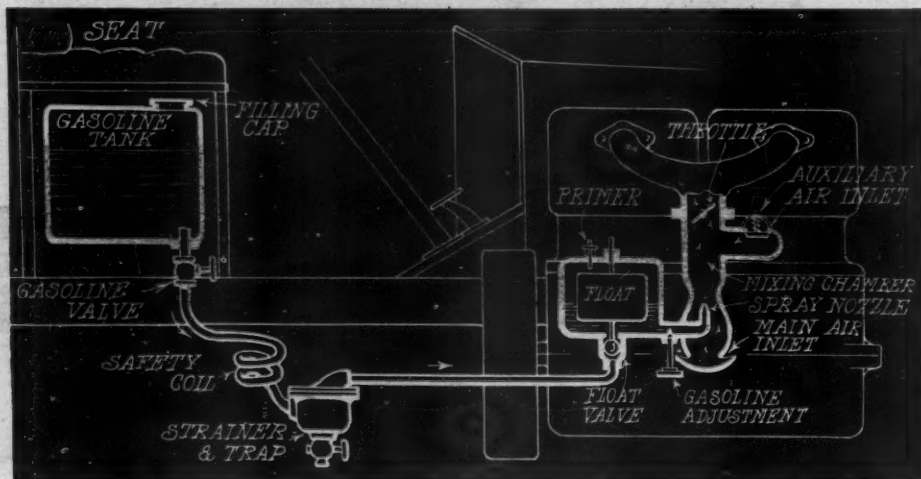 SEAT
GASOLINE
TANK
FILLING
CAP
THROTTLE
PRIMER
AUXILIARY
AIR INLET
GASOLINE
VALVE
FLOAT
MIXING CHAMBER
SPRAY NOZZLE
MAIN AIR
INLET
SAFETY
COIL
FLOAT
VALVE
GASOLINE
ADJUSTMENT
STRAINER
& TRAP